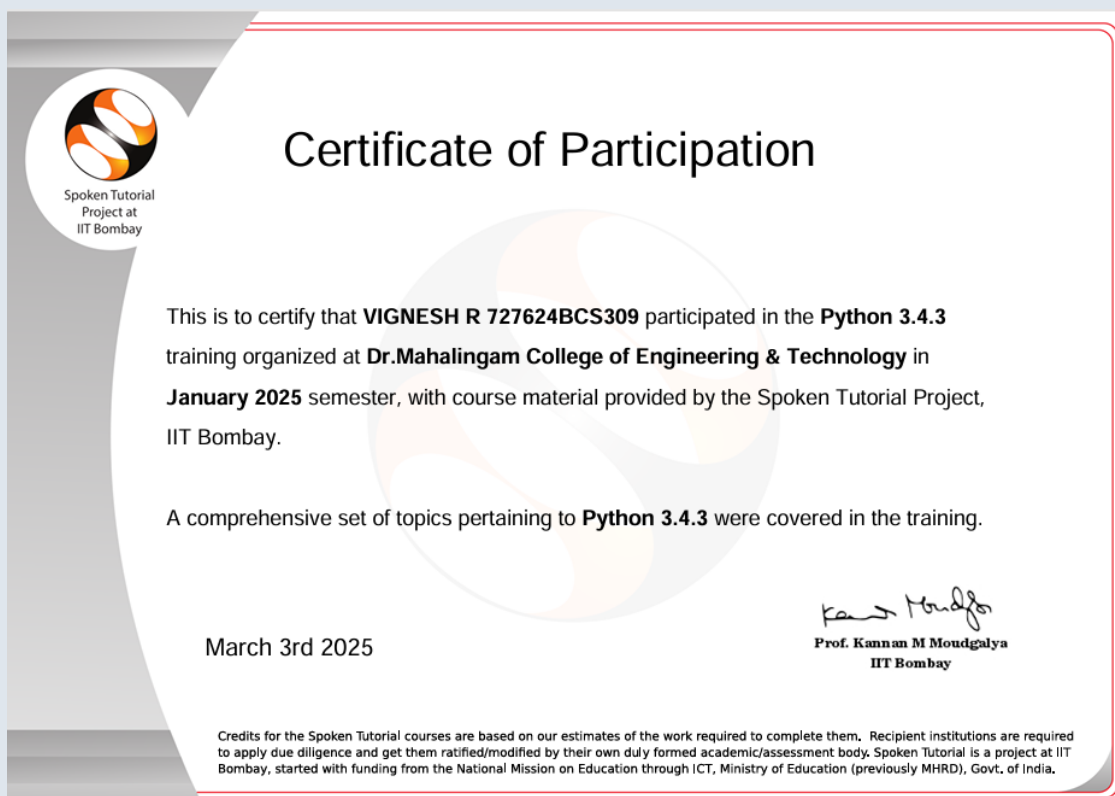 Spoken Tutorial
Project at
IIT Bombay
Certificate of Participation
This is to certify that VIGNESH R 727624BCS309 participated in the Python 3.4.3
training organized at Dr.Mahalingam College of Engineering & Technology in
January 2025 semester, with course material provided by the Spoken Tutorial Project,
IIT Bombay.
A comprehensive set of topics pertaining to Python 3.4.3 were covered in the training.
March 3rd 2025
Prof. Kannan M Moudgalya
IIT Bombay
Credits for the Spoken Tutorial courses are based on our estimates of the work required to complete them. Recipient institutions are required
to apply due diligence and get them ratified/modified by their own duly formed academic/assessment body. Spoken Tutorial is a project at IIT
Bombay, started with funding from the National Mission on Education through ICT, Ministry of Education (previously MHRD), Govt. of India.